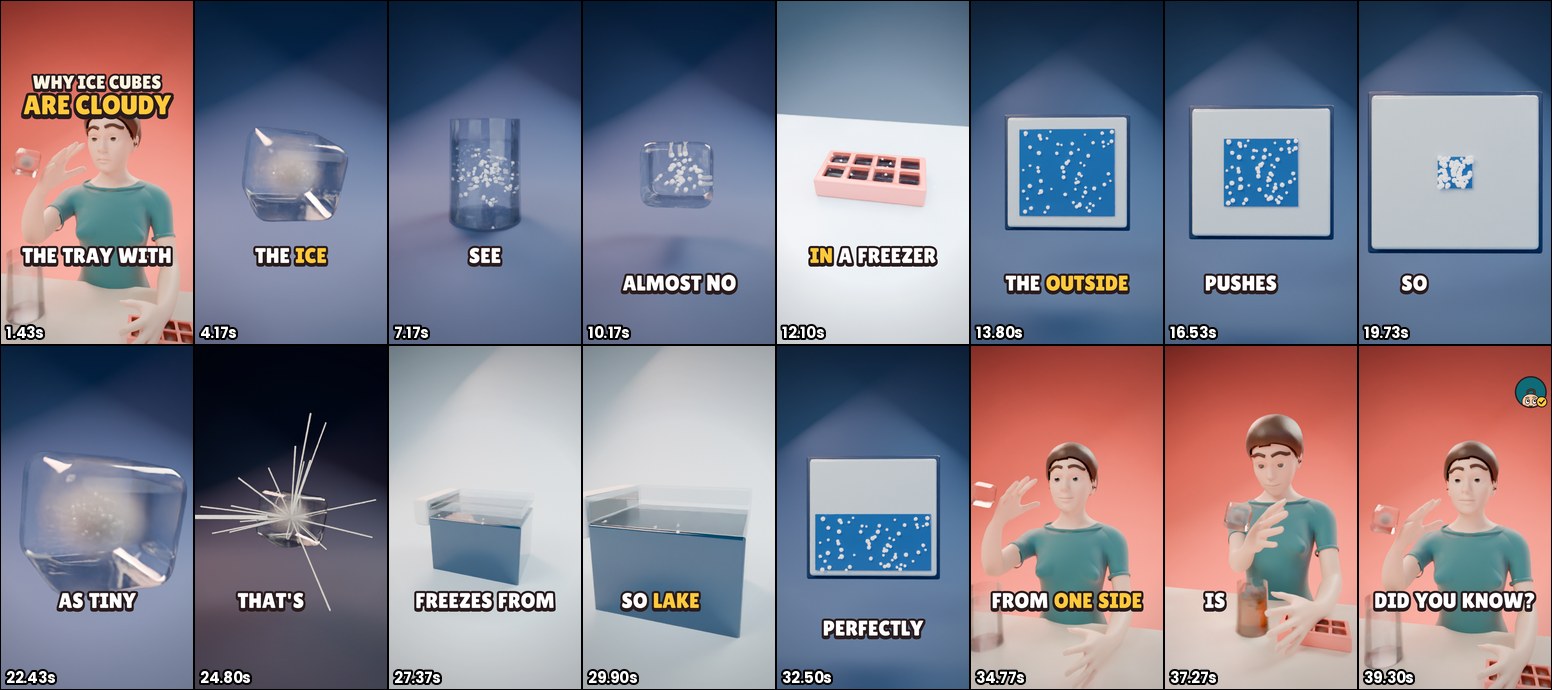 WHY ICE CUBES
ARE CLOUDY
THE TRAY WITH
1.43s
THE ICE
4.17s
SEE
7.17s
ALMOST NO
10.17s
IN A FREEZER
12.10s
THE OUTSIDE
13.80s
PUSHES
16.53s
SO
19.73s
AS TINY
22.43s
THAT'S
24.80s
FREEZES FROM
27.37s
SO LAKE
29.90s
PERFECTLY
32.50s
FROM ONE SIDE
34.77s
IS
37.27s
DID YOU KNOW?
39.30s